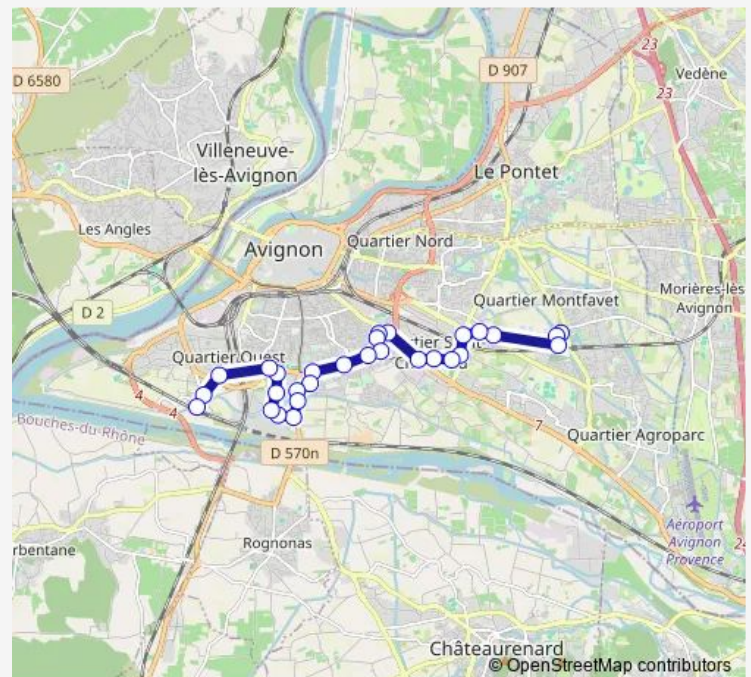 23
Vedène
D 907
D 6580
23
Villeneuve-
lès-Avignon
Le Pontet
Les Angles
Avignon
Quartier Nord
Morières-lès
Avignon
Quartier Montfavet
D 2
Quartier Ouest
4
4
Bouches-du-Rhône
7
Quartier Agroparc
D 570n
Aéroport
Avignon
Provence
Rognonas
rbentane
24
Châteaurenard
© OpenStreetMap contributors